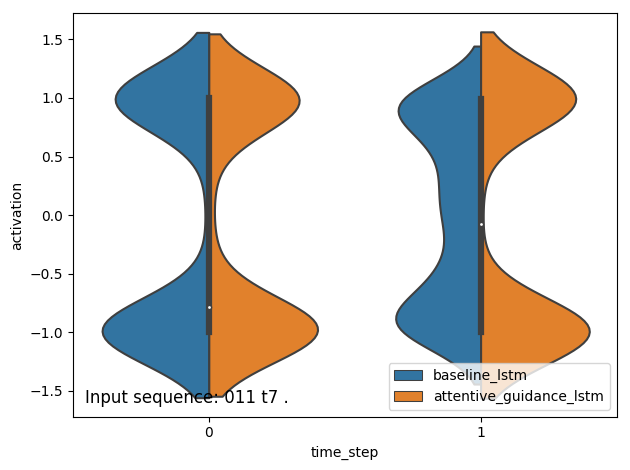 1.5
1.0
0.5
0.0
−0.5
−1.0
−1.5
activation
Input sequence: 011 t7 .
baseline_lstm
attentive_guidance_lstm
0
1
time_step